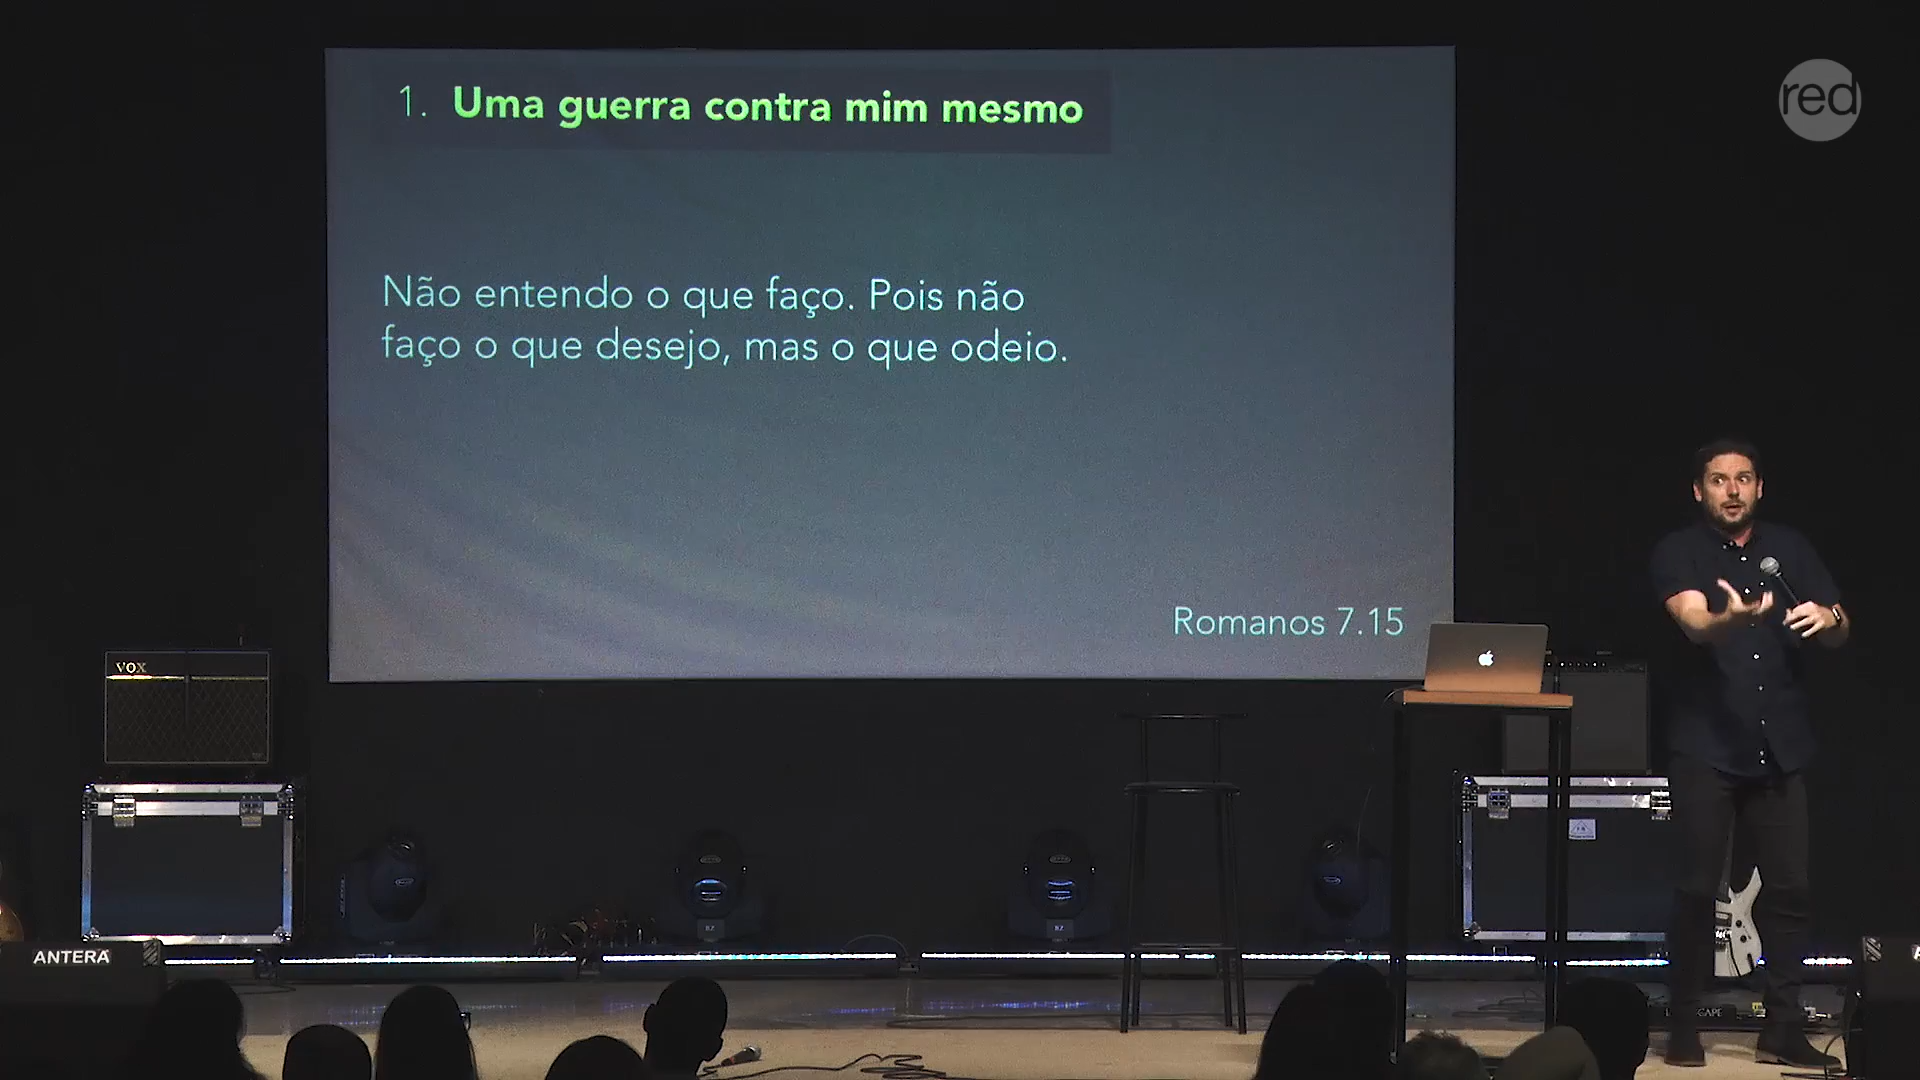 1. Uma guerra contra mim mesmo
red
Não entendo o que faço. Pois não
faço o que desejo, mas o que odeio.
Romanos 7.15
VOX
ANTERA